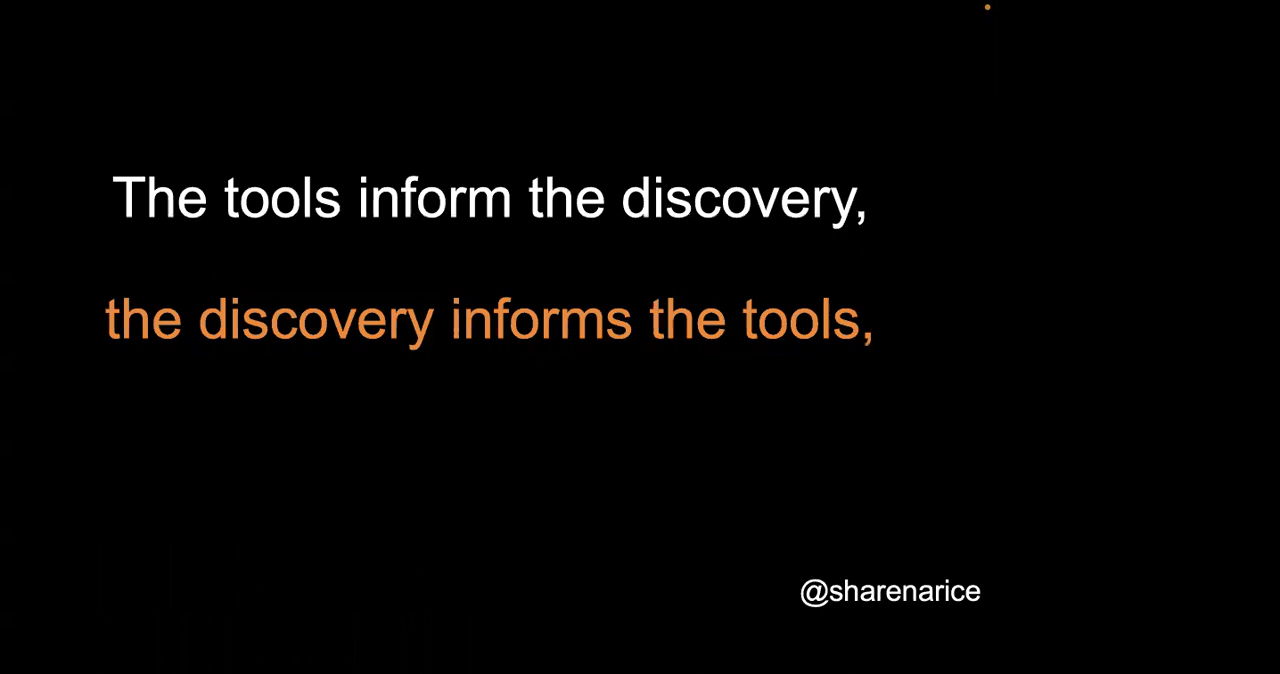 The tools inform the discovery,
the discovery informs the tools,
@sharenarice